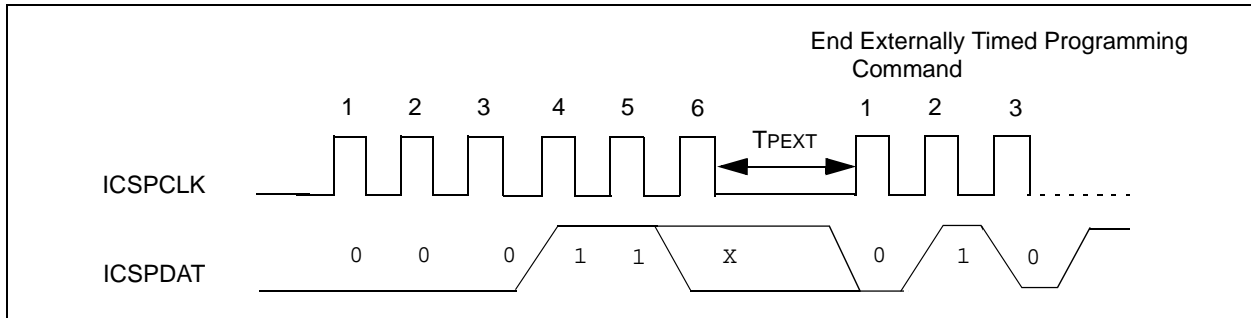 End Externally Timed Programming
Command
1 2 3 4 5 6 1 2 3
TPEXT
ICSPCLK
0 0 0 1 1 X 0 1 0
ICSPDAT